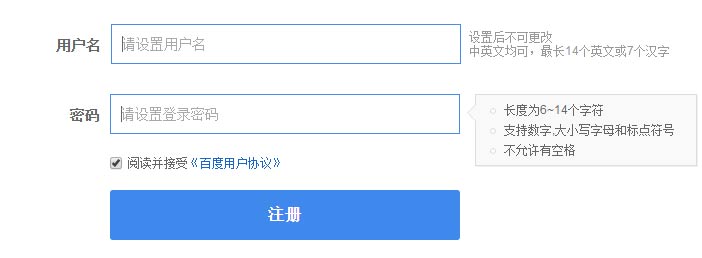 用户名
请设置用户名
设置后不可更改
中英文均可，最长14个英文或7个汉字
密码
请设置登录密码
长度为6~14个字符
支持数字,大小写字母和标点符号
不允许有空格
阅读并接受《百度用户协议》
注册